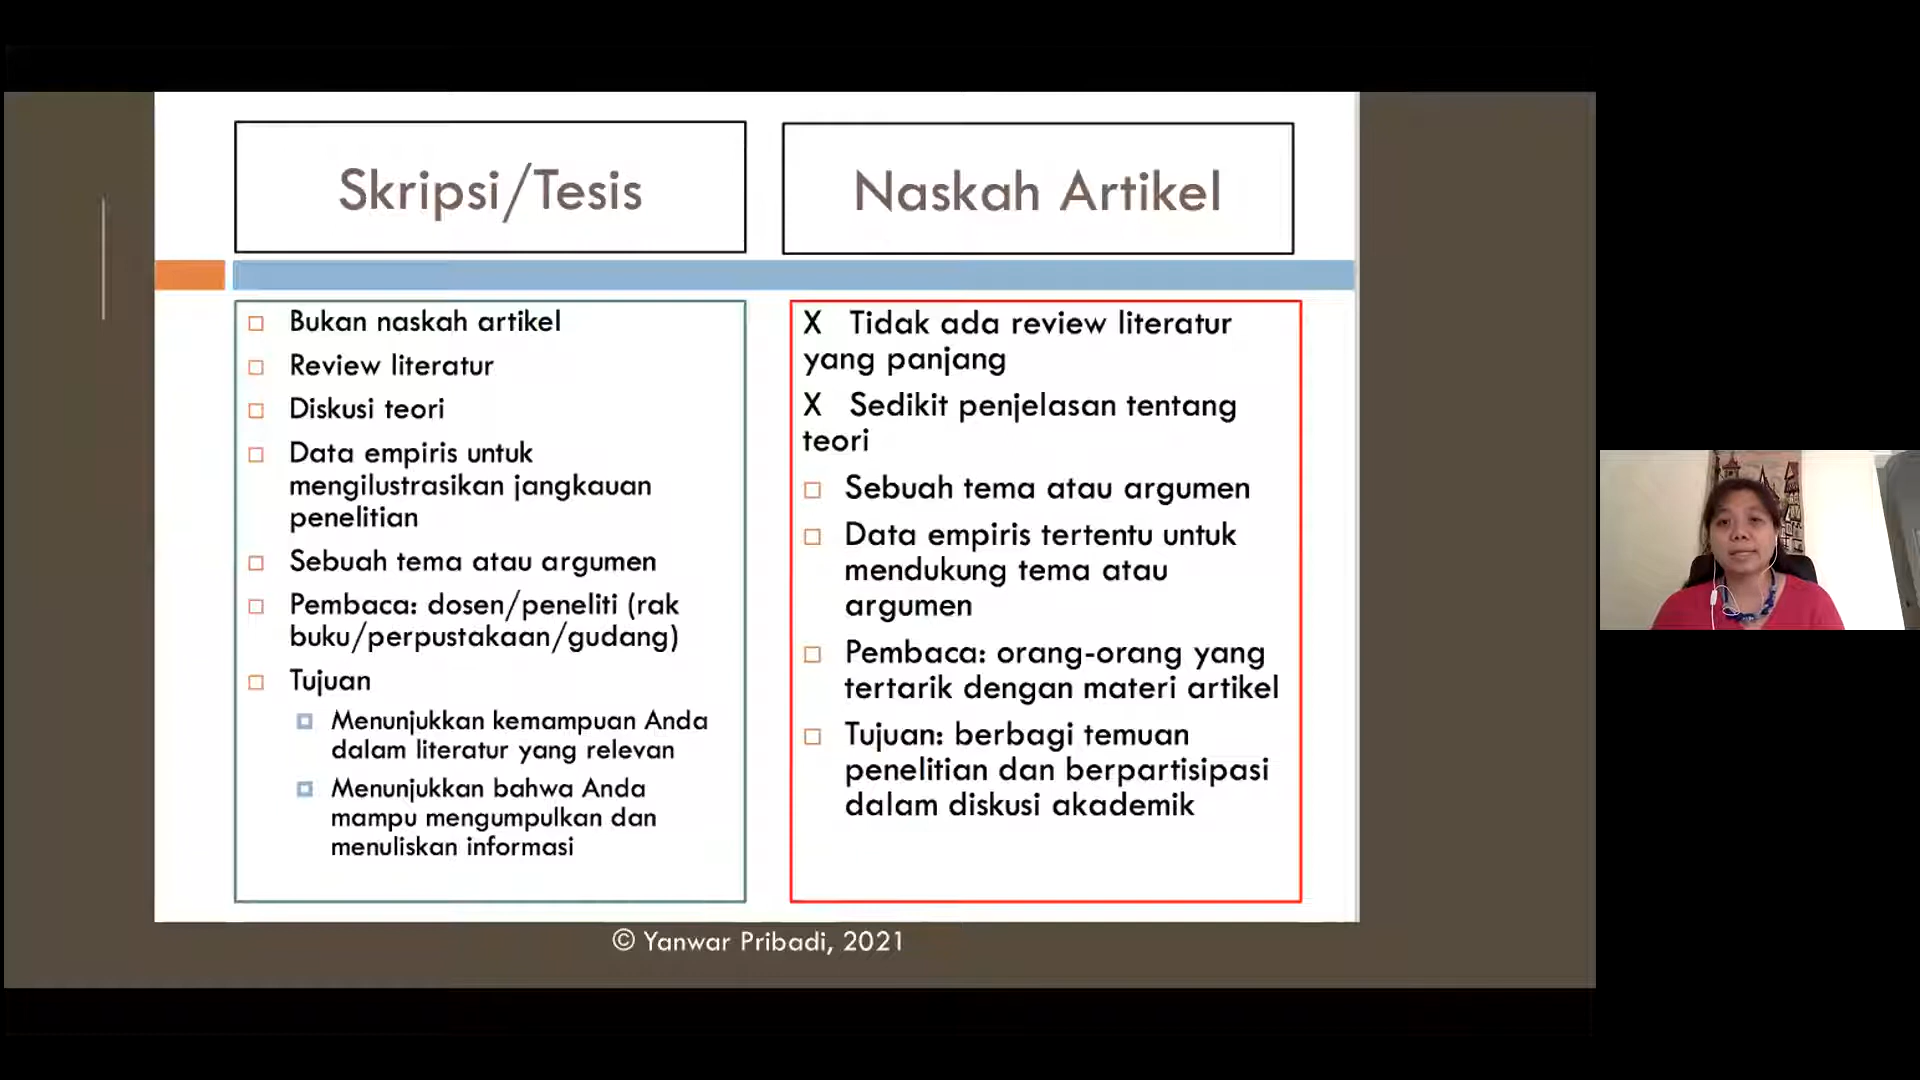 Skripsi/Tesis
Bukan naskah artikel
Review literatur
Diskusi teori
Data empiris untuk
mengilustrasikan jangkauan
penelitian
Sebuah tema atau argumen
Pembaca: dosen/peneliti (rak
buku/perpustakaan/gudang)
Tujuan
Menunjukkan kemampuan Anda
dalam literatur yang relevan
Menunjukkan bahwa Anda
mampu mengumpulkan dan
menuliskan informasi
Naskah Artikel
X Tidak ada review literatur
yang panjang
X Sedikit penjelasan tentang
teori
Sebuah tema atau argumen
Data empiris tertentu untuk
mendukung tema atau
argumen
Pembaca: orang-orang yang
tertarik dengan materi artikel
Tujuan: berbagi temuan
penelitian dan berpartisipasi
dalam diskusi akademik
© Yanwar Pribadi, 2021